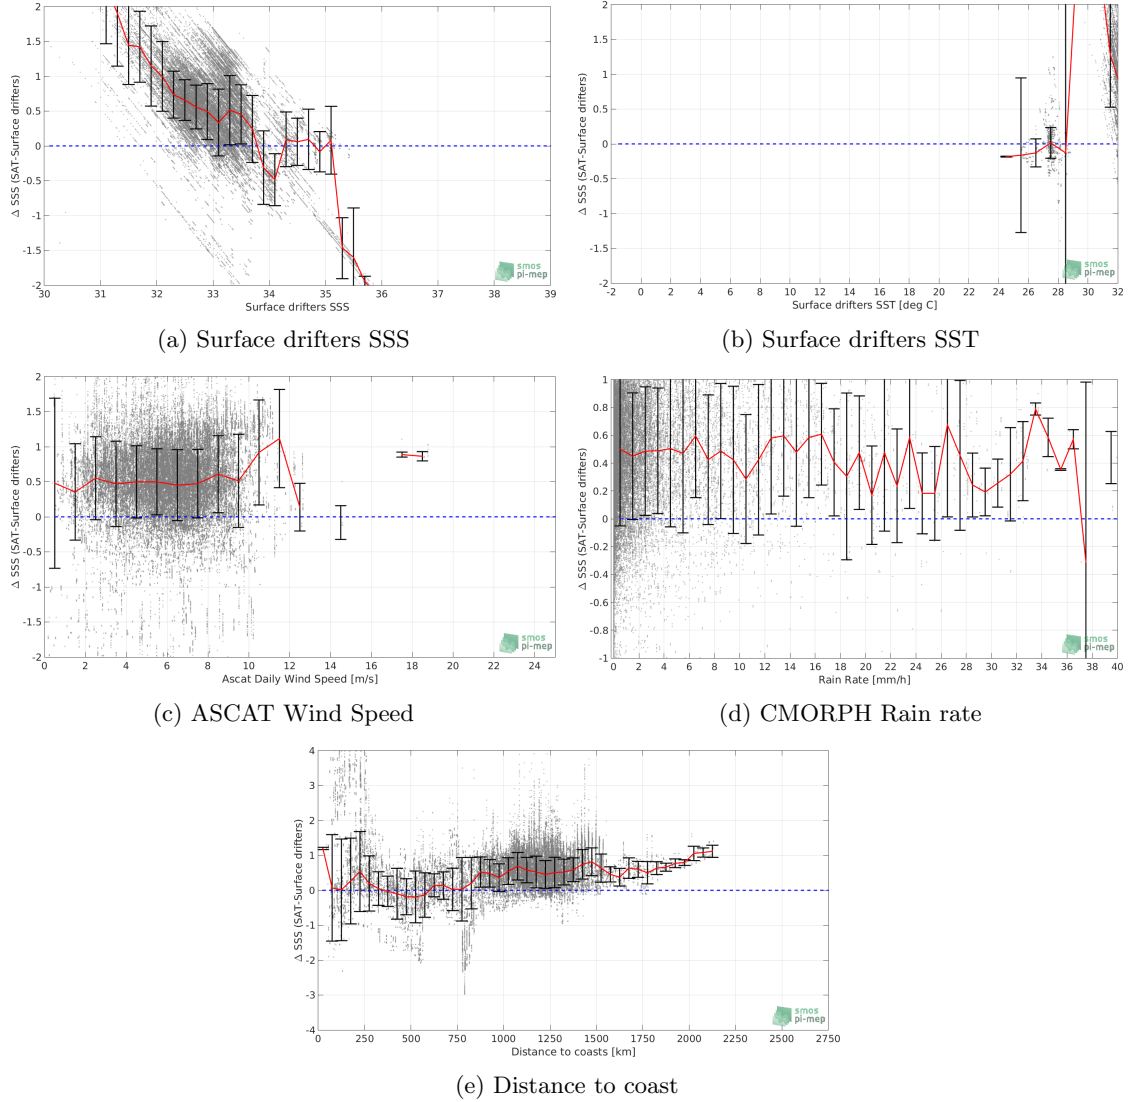 2
1.5
1
0.5
0
-0.5
-1
-1.5
-2
Δ SSS (SAT-Surface drifters)
30 31 32 33 34 35 36 37 38 39
Surface drifters SSS
smos
pi-mep
(a) Surface drifters SSS
2
1.5
1
0.5
0
-0.5
-1
-1.5
-2
Δ SSS (SAT-Surface drifters)
-2 0 2 4 6 8 10 12 14 16 18 20 22 24 26 28 30 32
Surface drifters SST [deg C]
smos
pi-mep
(b) Surface drifters SST
2
1.5
1
0.5
0
-0.5
-1
-1.5
-2
Δ SSS (SAT-Surface drifters)
0 2 4 6 8 10 12 14 16 18 20 22 24
Ascat Daily Wind Speed [m/s]
smos
pi-mep
(c) ASCAT Wind Speed
1
0.8
0.6
0.4
0.2
0
-0.2
-0.4
-0.6
-0.8
-1
Δ SSS (SAT-Surface drifters)
0 2 4 6 8 10 12 14 16 18 20 22 24 26 28 30 32 34 36 38 40
Rain Rate [mm/h]
smos
pi-mep
(d) CMORPH Rain rate
4
3
2
1
0
-1
-2
-3
-4
Δ SSS (SAT-Surface drifters)
0 250 500 750 1000 1250 1500 1750 2000 2250 2500 2750
Distance to coasts [km]
smos
pi-mep
(e) Distance to coast